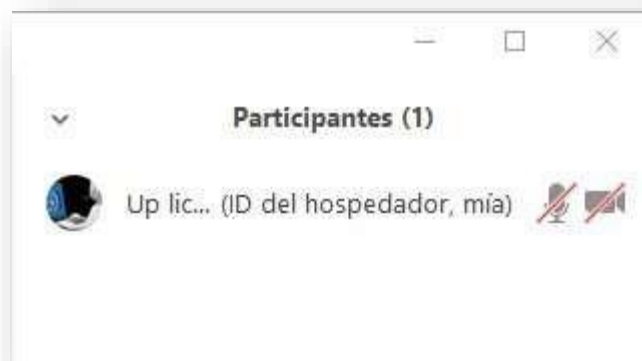 Participantes (1)
Up lic... (ID del hospedador, mía)